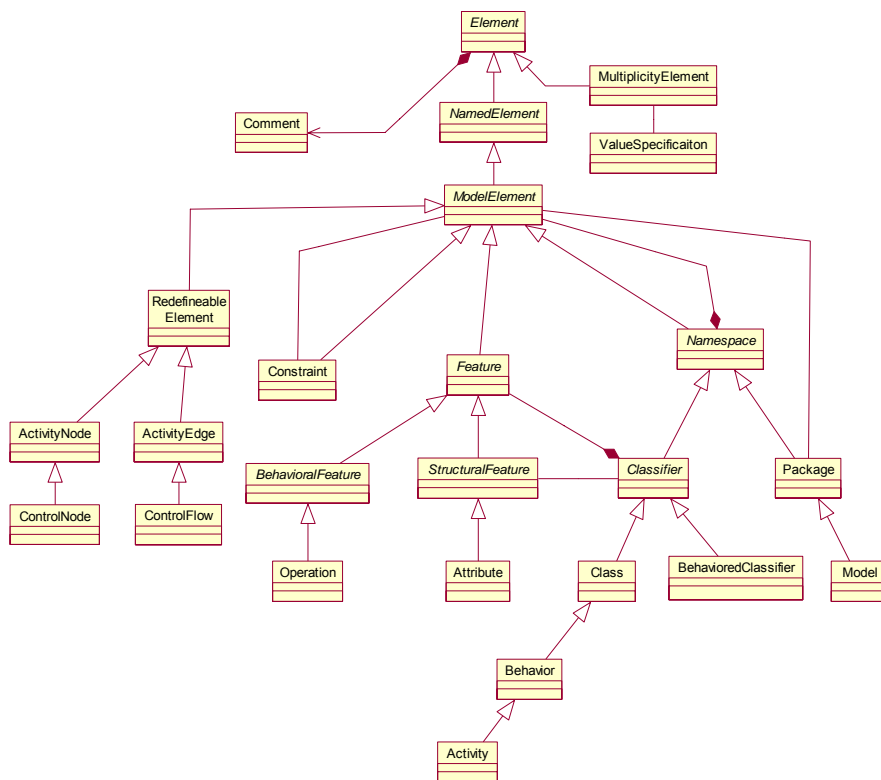 Element
MultiplicityElement
NamedElement
Comment
ValueSpecificaiton
ModelElement
Redefineable
Element
Namespace
Constraint
Feature
ActivityNode
ActivityEdge
BehavioralFeature
StructuralFeature
Classifier
Package
ControlNode
ControlFlow
Operation
Attribute
Class
BehavioredClassifier
Model
Behavior
Activity